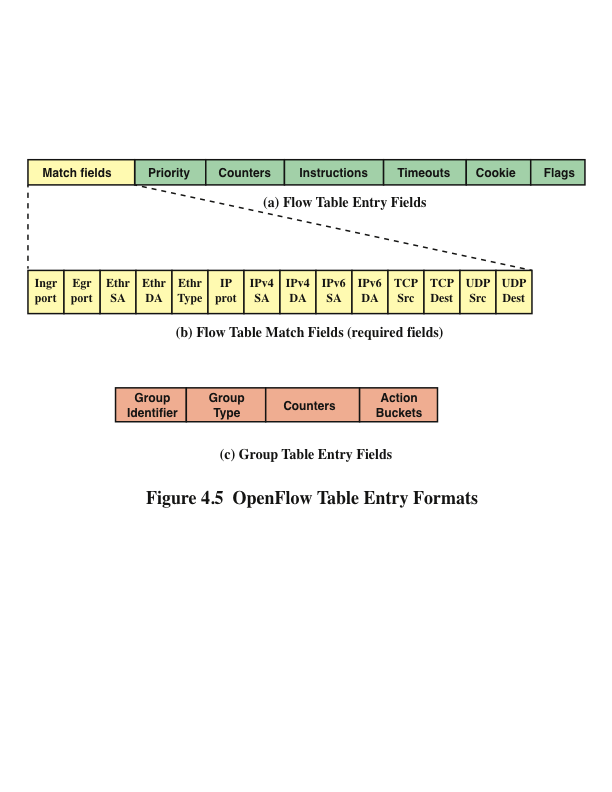 Match fields Priority Counters Instructions Timeouts Cookie Flags
(a) Flow Table Entry Fields
Ingr Egr Ethr Ethr Ethr IP IPv4 IPv4 IPv6 IPv6 TCP TCP UDP UDP
port port SA DA Type prot SA DA SA DA Src Dest Src Dest
(b) Flow Table Match Fields (required fields)
Group Group Action
Identifier Type Counters Buckets
(c) Group Table Entry Fields
Figure 4.5 OpenFlow Table Entry Formats